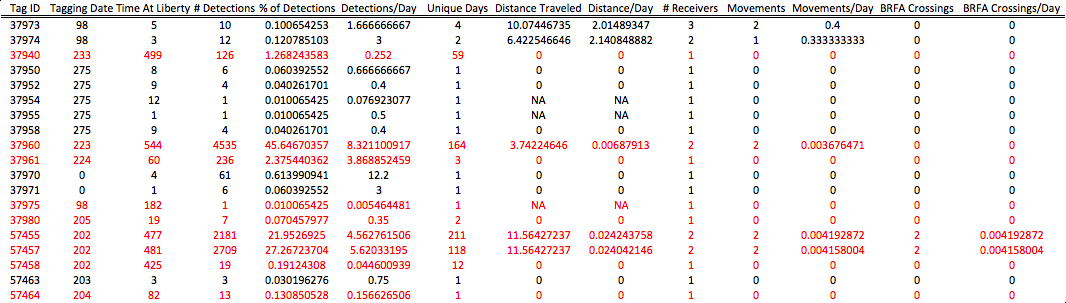 Tag ID Tagging Date Time At Liberty # Detections % of Detections Detections/Day Unique Days Distance Traveled Distance/Day # Receivers Movements Movements/Day BRFA Crossings BRFA Crossings/Day
37973 98 5 10 0.100654253 1.666666667 4 10.07446735 2.01489347 3 2 0.4 0 0
37974 98 3 12 0.120785103 3 2 6.422546646 2.140848882 2 1 0.333333333 0 0
37940 233 499 126 1.268243583 0.252 59 0 0 1 0 0 0 0
37950 275 8 6 0.060392552 0.666666667 1 0 0 1 0 0 0 0
37952 275 9 4 0.040261701 0.4 1 0 0 1 0 0 0 0
37954 275 12 1 0.010065425 0.076923077 1 NA NA 1 0 0 0 0
37955 275 1 1 0.010065425 0.5 1 NA NA 1 0 0 0 0
37958 275 9 4 0.040261701 0.4 1 0 0 1 0 0 0 0
37960 223 544 4535 45.64670357 8.321100917 164 3.74224646 0.00687913 2 2 0.003676471 0 0
37961 224 60 236 2.375440362 3.868852459 3 0 0 1 0 0 0 0
37970 0 4 61 0.613990941 12.2 1 0 0 1 0 0 0 0
37971 0 1 6 0.060392552 3 1 0 0 1 0 0 0 0
37975 98 182 1 0.010065425 0.005464481 1 NA NA 1 0 0 0 0
37980 205 19 7 0.070457977 0.35 2 0 0 1 0 0 0 0
57455 202 477 2181 21.9526925 4.562761506 211 11.56427237 0.024243758 2 2 0.004192872 2 0.004192872
57457 202 481 2709 27.26723704 5.62033195 118 11.56427237 0.024042146 2 2 0.004158004 2 0.004158004
57458 202 425 19 0.19124308 0.044600939 12 0 0 1 0 0 0 0
57463 203 3 3 0.030196276 0.75 1 0 0 1 0 0 0 0
57464 204 82 13 0.130850528 0.156626506 1 0 0 1 0 0 0 0